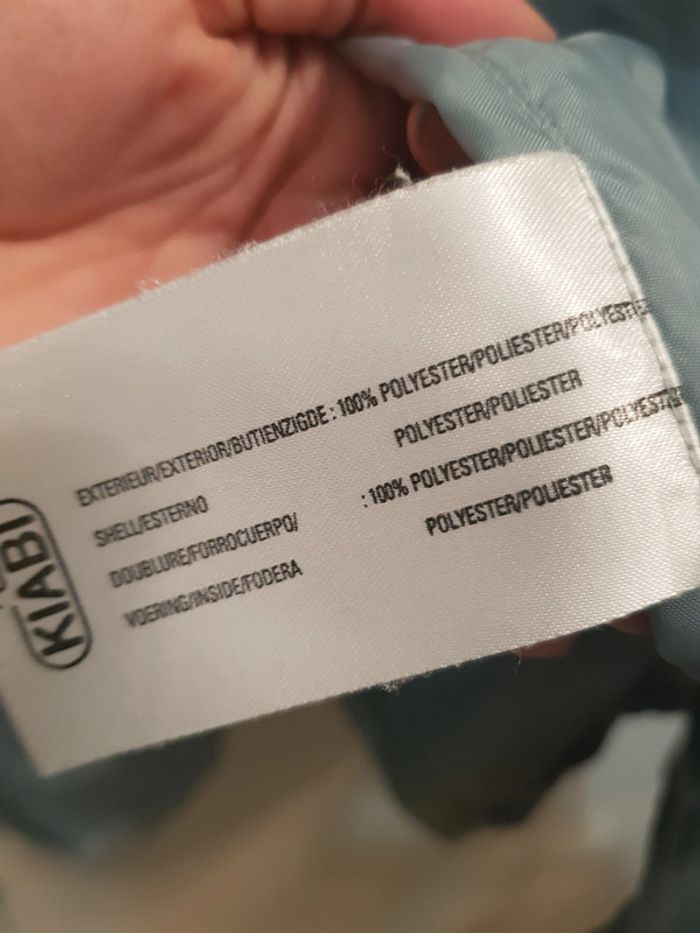 EXTERIEUR/EXTERIOR/BUTIENZIGDE : 100% POLYESTER/POLIESTER/POLYESTER
SHELL/ESTERNO POLYESTER/POLIESTER
DOUBLURE/FORROCUERPO/ : 100% POLYESTER/POLIESTER/POLYESTER
VOERING/INSIDE/FODERA POLYESTER/POLIESTER
KIABI